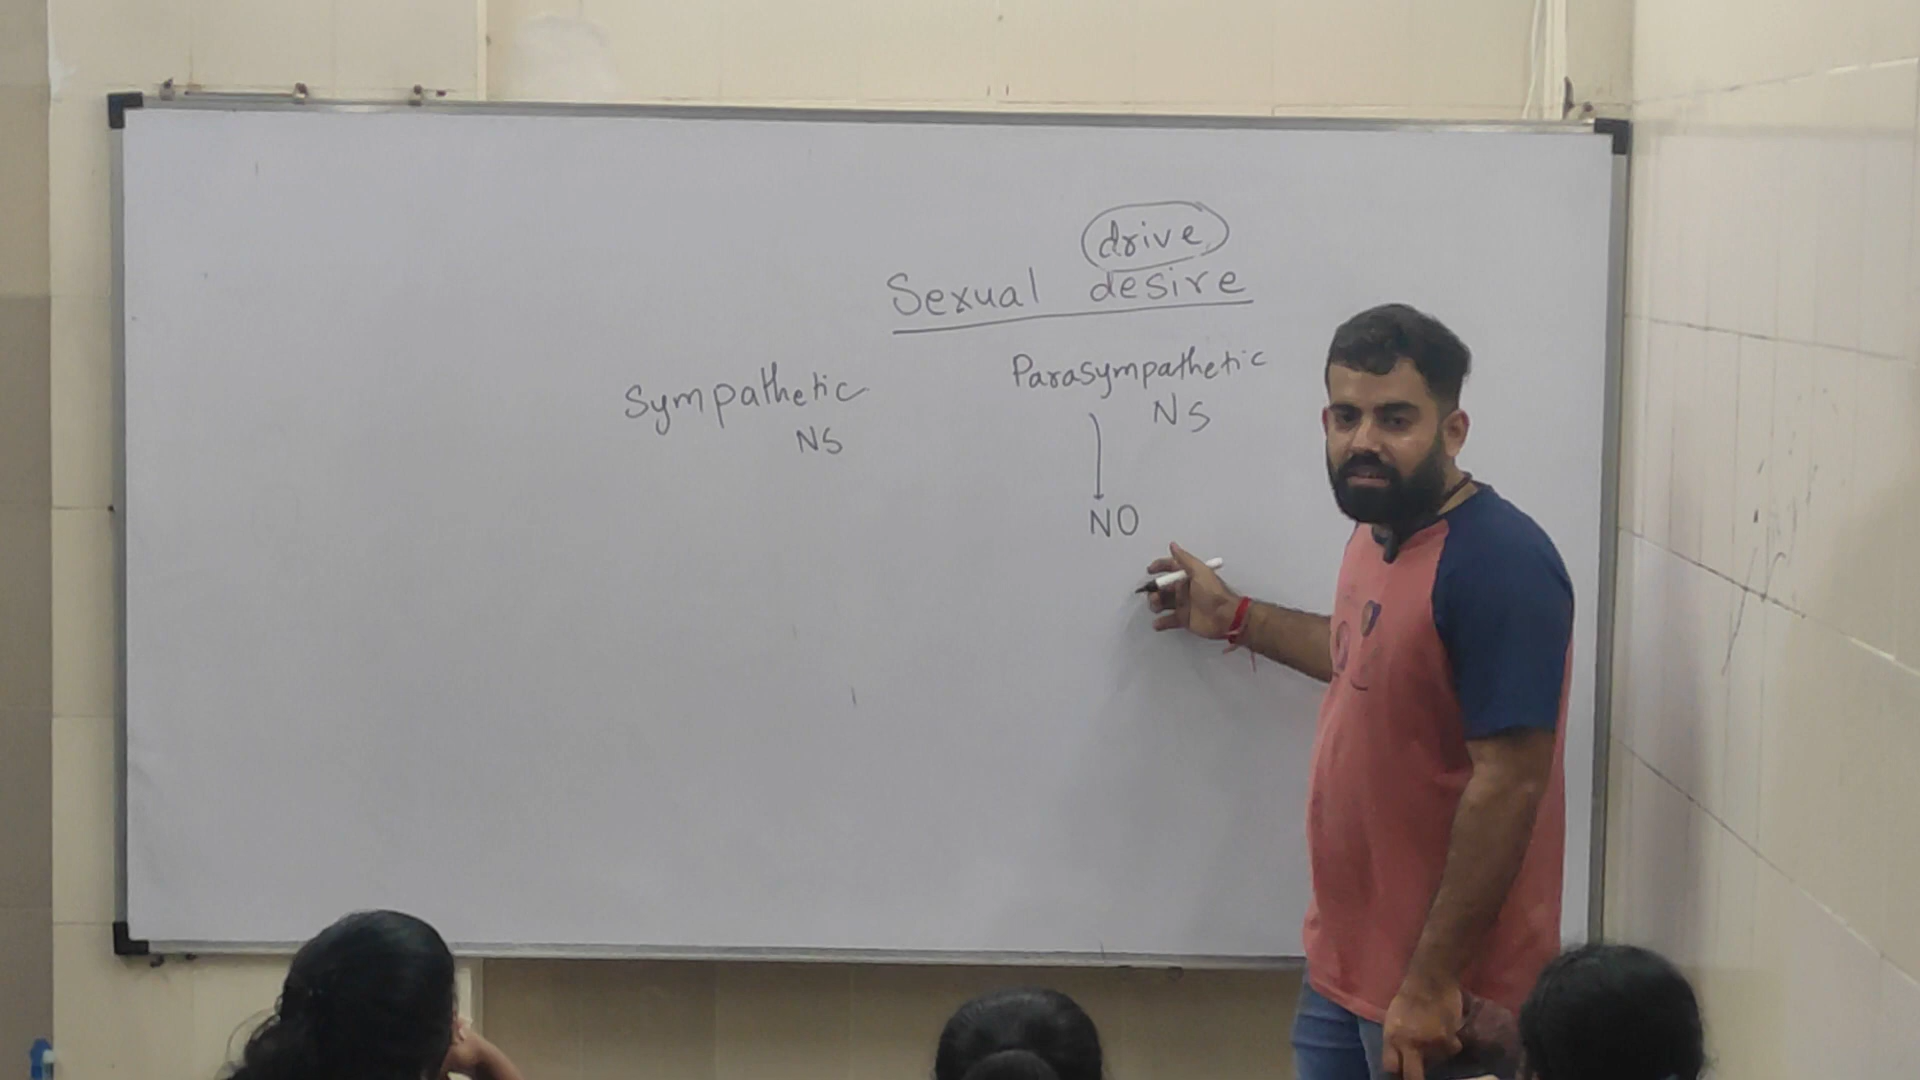 drive
Sexual desire
Sympathetic
NS
Parasympathetic
NS
NO